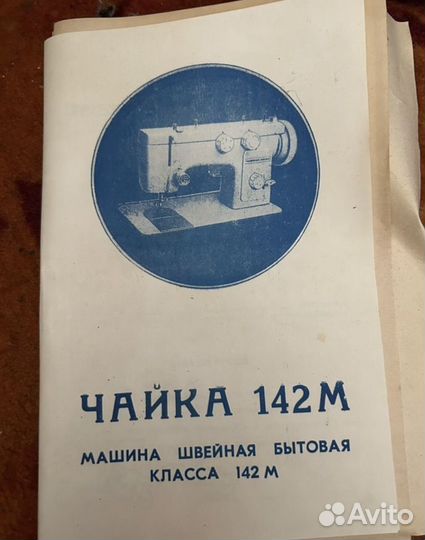 ЧАЙКА 142М
МАШИНА ШВЕЙНАЯ БЫТОВАЯ
КЛАССА 142 М
Avito